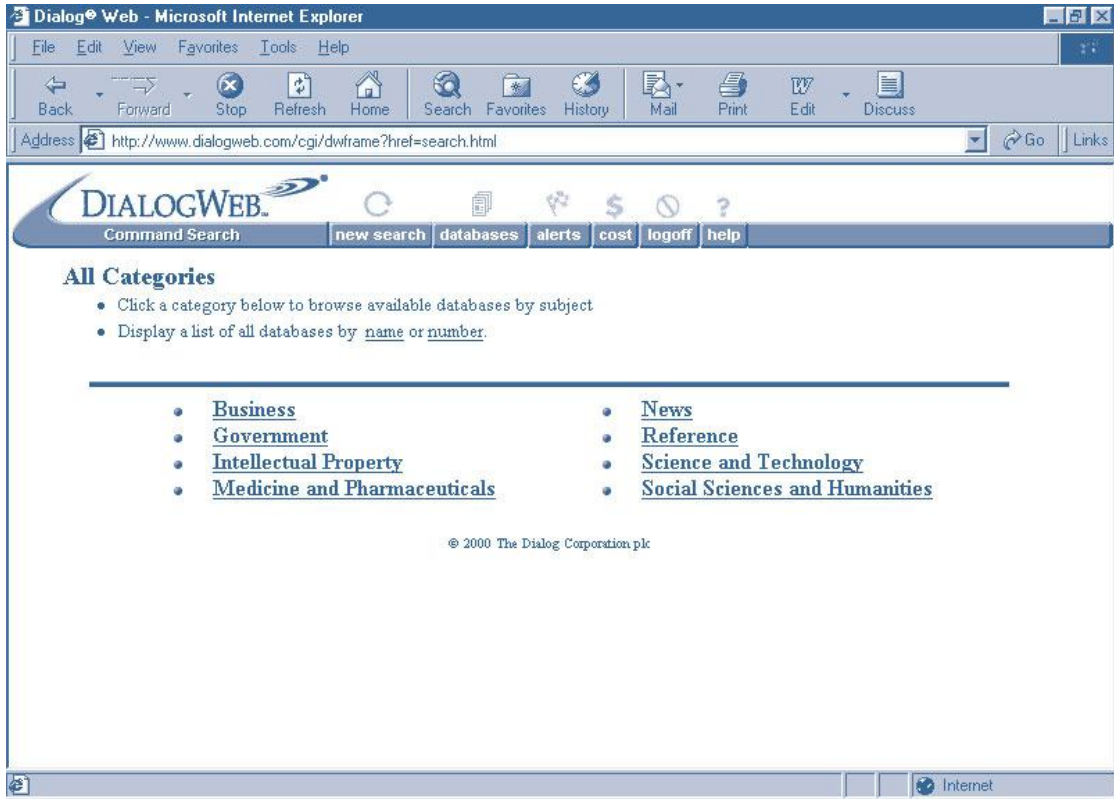 Dialog® Web - Microsoft Internet Explorer
File Edit View Favorites Tools Help
Back Forward Stop Refresh Home Search Favorites History Mail Print Edit Discuss
Address http://www.dialogweb.com/cgi/dwframe?href=search.html Go Links
DIALOGWEB™
Command Search new search databases alerts cost logoff help
All Categories
• Click a category below to browse available databases by subject
• Display a list of all databases by name or number.
• Business • News
• Government • Reference
• Intellectual Property • Science and Technology
• Medicine and Pharmaceuticals • Social Sciences and Humanities
© 2000 The Dialog Corporation plc
Internet